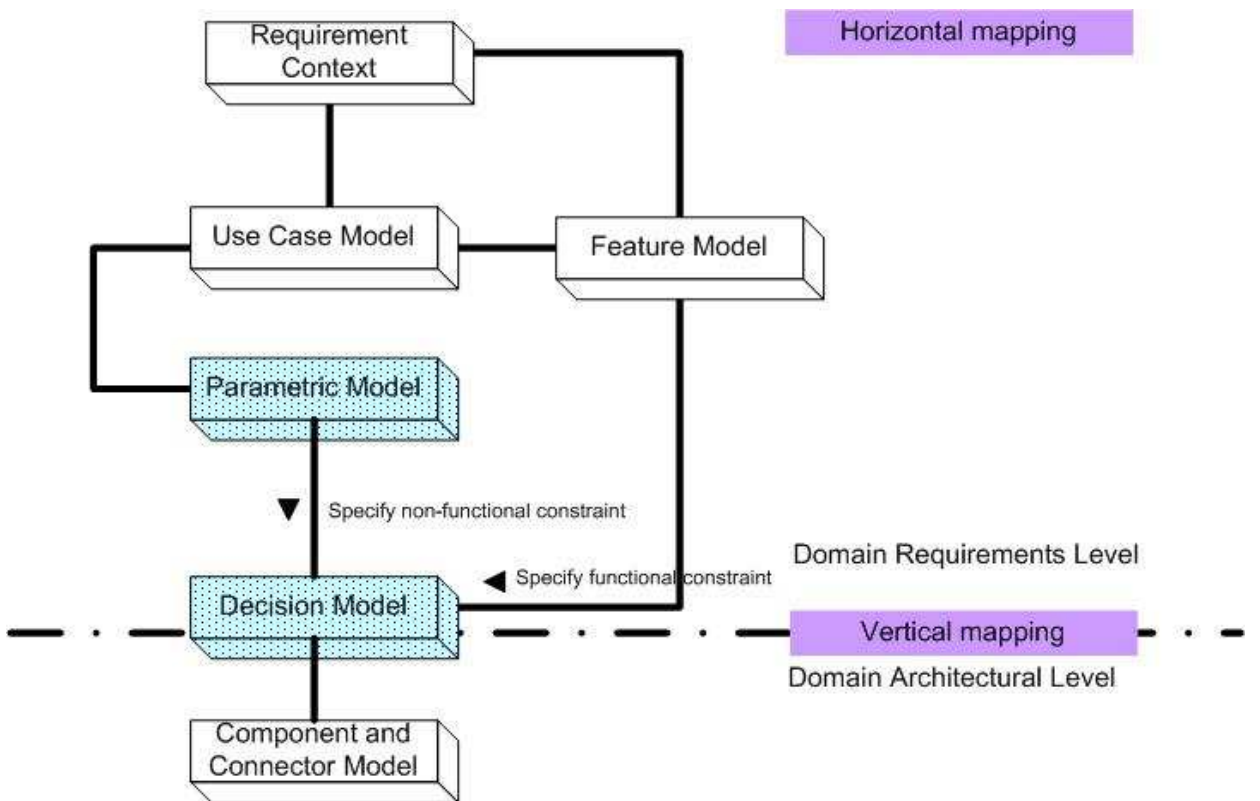 Requirement
Context
Horizontal mapping
Use Case Model
Feature Model
Parametric Model
Specify non-functional constraint
Domain Requirements Level
Specify functional constraint
Decision Model
Vertical mapping
Domain Architectural Level
Component and
Connector Model